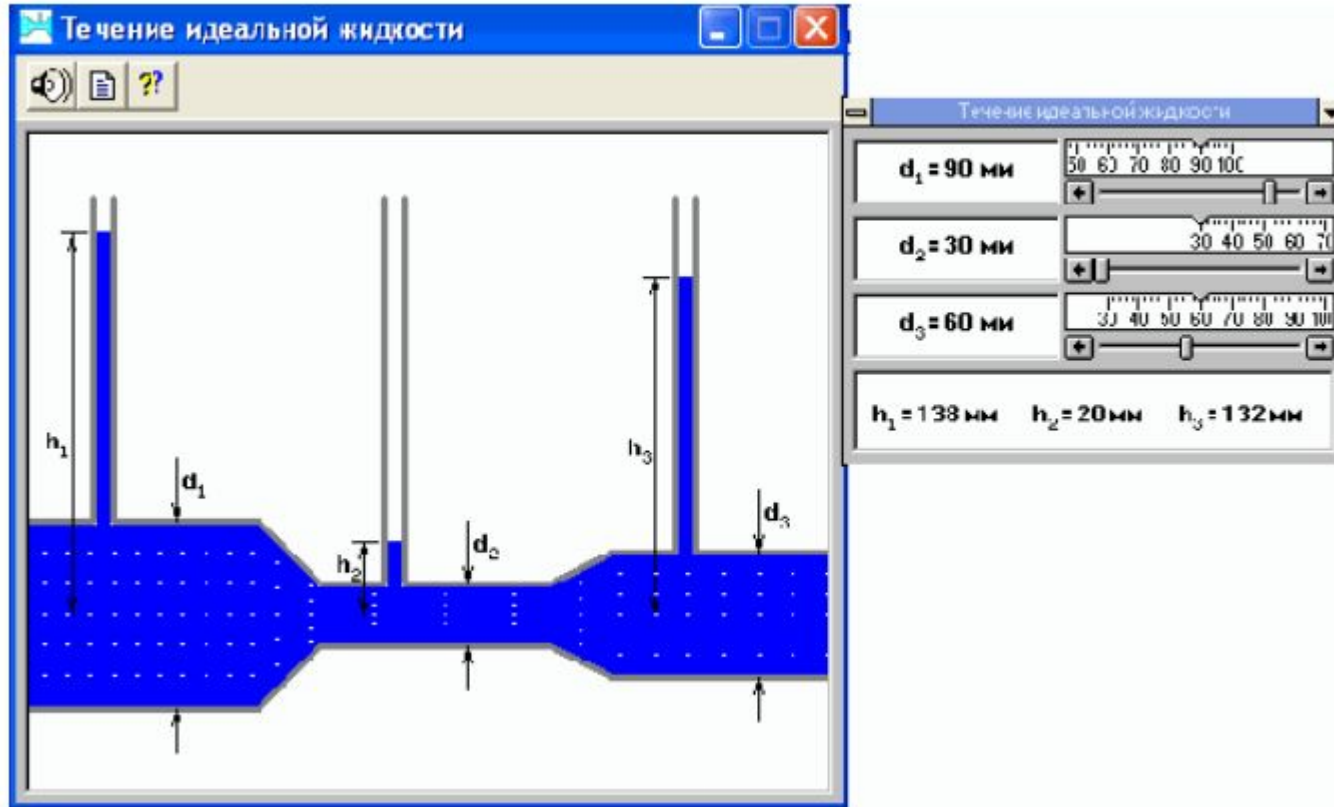 Течение идеальной жидкости
??
h₁
d₁
h₂
d₂
h₃
d₃
Течение идеальной жидкости
d₁ = 90 мм
50 60 70 80 90 100
d₂ = 30 мм
30 40 50 60 70
d₃ = 60 мм
30 40 50 60 70 80 90 100
h₁ = 138 мм h₂ = 20 мм h₃ = 132 мм